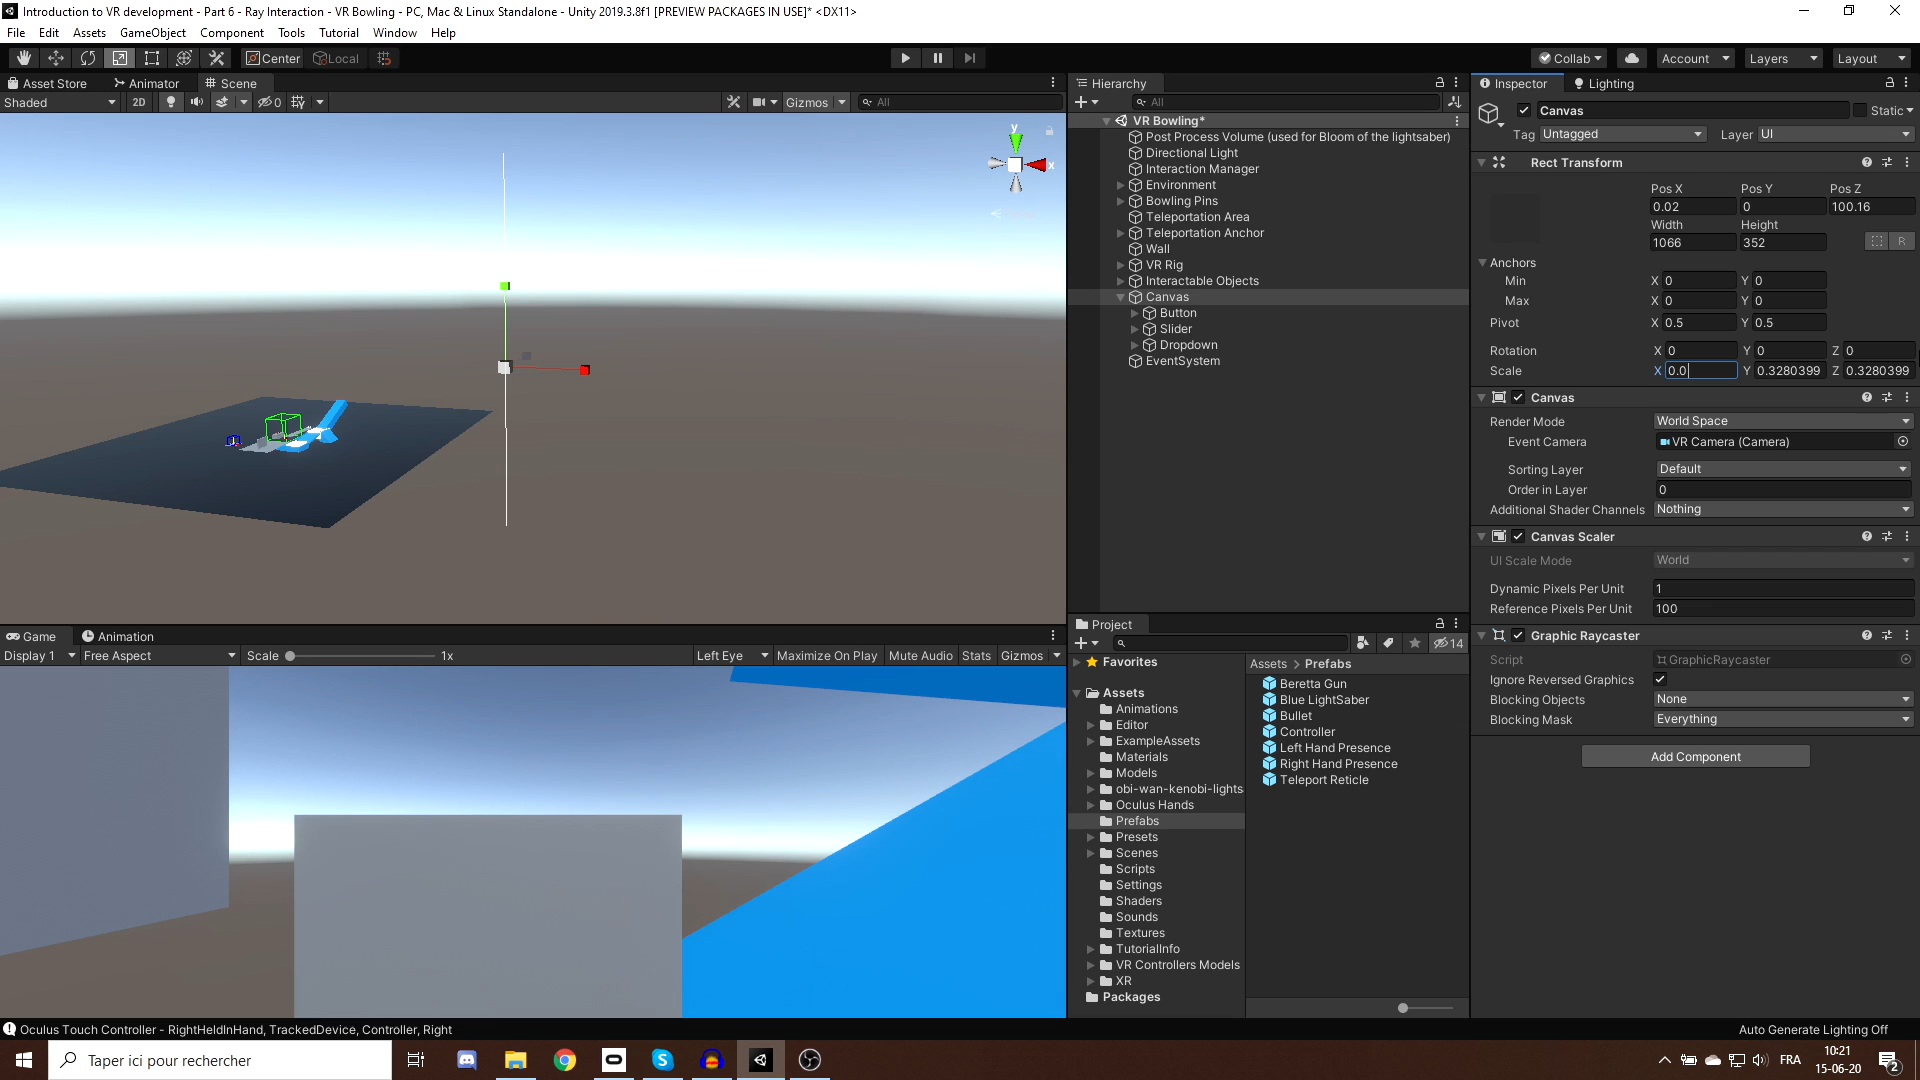 Introduction to VR development - Part 6 - Ray Interaction - VR Bowling - PC, Mac & Linux Standalone - Unity 2019.3.8f1 [PREVIEW PACKAGES IN USE]* <DX11>
File Edit Assets GameObject Component Tools Tutorial Window Help
Center Local Collab Account Layers Layout
Asset Store Animator Scene
Shaded 2D 0 Gizmos All
y
x
Hierarchy
All
VR Bowling*
Post Process Volume (used for Bloom of the lightsaber)
Directional Light
Interaction Manager
Environment
Bowling Pins
Teleportation Area
Teleportation Anchor
Wall
VR Rig
Interactable Objects
Canvas
Button
Slider
Dropdown
EventSystem
Inspector Lighting
Canvas Static
Tag Untagged Layer UI
Rect Transform
Pos X Pos Y Pos Z
0.02 0 100.16
Width Height
1066 352
R
Anchors
Min X 0 Y 0
Max X 0 Y 0
Pivot X 0.5 Y 0.5
Rotation X 0 Y 0 Z 0
Scale X 0.0 Y 0.3280399 Z 0.3280399
Canvas
Render Mode World Space
Event Camera VR Camera (Camera)
Sorting Layer Default
Order in Layer 0
Additional Shader Channels Nothing
Canvas Scaler
UI Scale Mode World
Dynamic Pixels Per Unit 1
Reference Pixels Per Unit 100
Graphic Raycaster
Script GraphicRaycaster
Ignore Reversed Graphics
Blocking Objects None
Blocking Mask Everything
Add Component
Game Animation
Display 1 Free Aspect Scale 1x Left Eye Maximize On Play Mute Audio Stats Gizmos
Project
14
Favorites
Assets
Animations
Editor
ExampleAssets
Materials
Models
obi-wan-kenobi-lights
Oculus Hands
Prefabs
Presets
Scenes
Scripts
Settings
Shaders
Sounds
Textures
TutorialInfo
VR Controllers Models
XR
Packages
Assets > Prefabs
Beretta Gun
Blue LightSaber
Bullet
Controller
Left Hand Presence
Right Hand Presence
Teleport Reticle
Oculus Touch Controller - RightHeldInHand, TrackedDevice, Controller, Right
Auto Generate Lighting Off
Taper ici pour rechercher
FRA
10:21
15-06-20
2